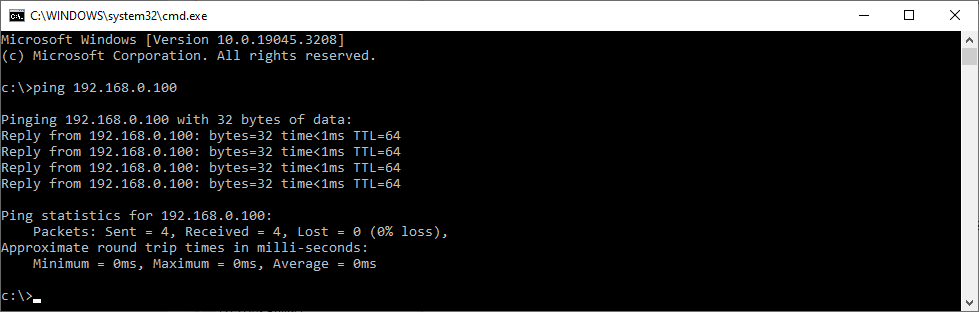 C:\WINDOWS\system32\cmd.exe
Microsoft Windows [Version 10.0.19045.3208]
(c) Microsoft Corporation. All rights reserved.
c:\>ping 192.168.0.100
Pinging 192.168.0.100 with 32 bytes of data:
Reply from 192.168.0.100: bytes=32 time<1ms TTL=64
Reply from 192.168.0.100: bytes=32 time<1ms TTL=64
Reply from 192.168.0.100: bytes=32 time<1ms TTL=64
Reply from 192.168.0.100: bytes=32 time<1ms TTL=64
Ping statistics for 192.168.0.100:
    Packets: Sent = 4, Received = 4, Lost = 0 (0% loss),
Approximate round trip times in milli-seconds:
    Minimum = 0ms, Maximum = 0ms, Average = 0ms
c:\>